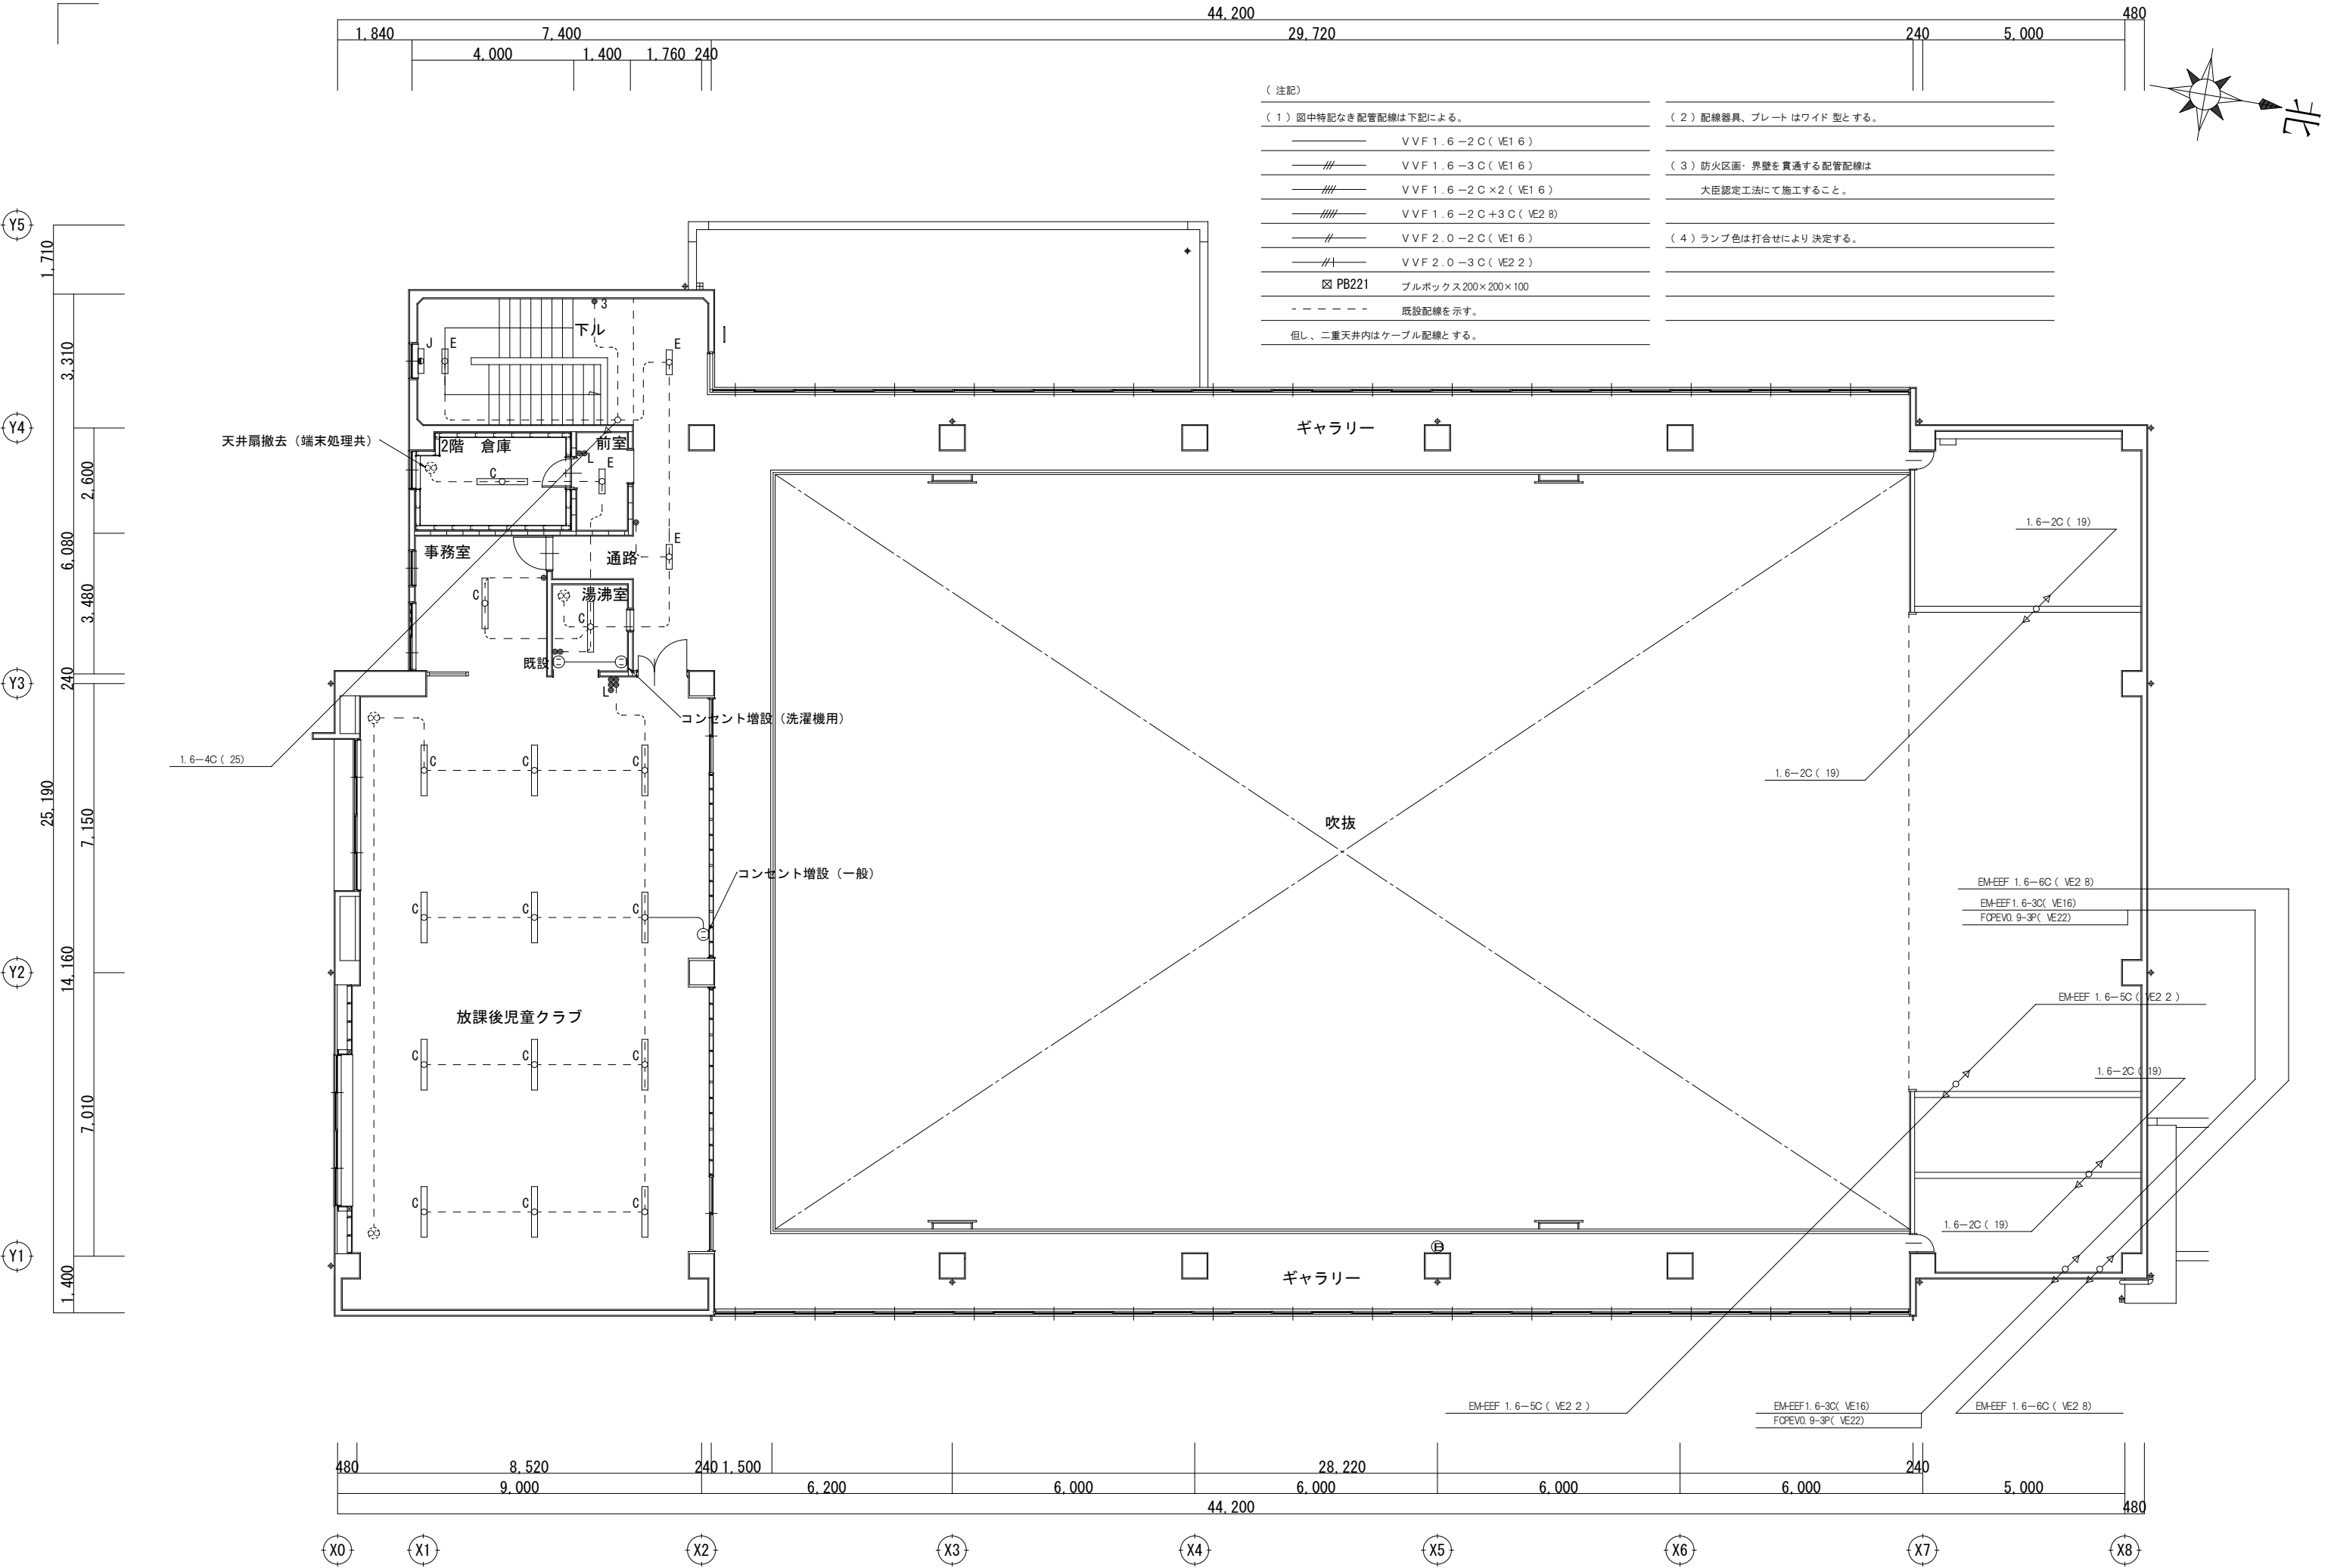 44,200
480
1,840
7,400
29,720
240
5,000
4,000
1,400
1,760
240
北
(注記)
(1)図中特記なき配管配線は下記による。
VVF1.6−2C(VE16)
VVF1.6−3C(VE16)
VVF1.6−2C×2(VE16)
VVF1.6−2C+3C(VE28)
VVF2.0−2C(VE16)
VVF2.0−3C(VE22)
PB221 プルボックス200×200×100
既設配線を示す。
但し、二重天井内はケーブル配線とする。
(2)配線器具、プレートはワイド型とする。
(3)防火区画・界壁を貫通する配管配線は
大臣認定工法にて施工すること。
(4)ランプ色は打合せにより決定する。
Y5
Y4
Y3
Y2
Y1
1,710
3,310
2,600
6,080
3,480
240
25,190
7,150
14,160
7,010
1,400
3
下ル
J
E
E
天井扇撤去(端末処理共)
2階 倉庫
前室
L
E
C
事務室
通路
E
湯沸室
C
C
既設
L
コンセント増設(洗濯機用)
1.6−4C(25)
C
C
C
コンセント増設(一般)
C
C
C
放課後児童クラブ
C
C
C
C
C
C
ギャラリー
吹抜
ギャラリー
B
1.6−2C(19)
1.6−2C(19)
EM-EEF 1.6−6C(VE28)
EM-EEF1.6-3C(VE16)
FCPEV0.9-3P(VE22)
EM-EEF 1.6−5C(VE22)
1.6−2C(19)
1.6−2C(19)
EM-EEF 1.6−5C(VE22)
EM-EEF1.6-3C(VE16)
FCPEV0.9-3P(VE22)
EM-EEF 1.6−6C(VE28)
480
8,520
240
1,500
28,220
240
9,000
6,200
6,000
6,000
6,000
6,000
5,000
44,200
480
X0
X1
X2
X3
X4
X5
X6
X7
X8